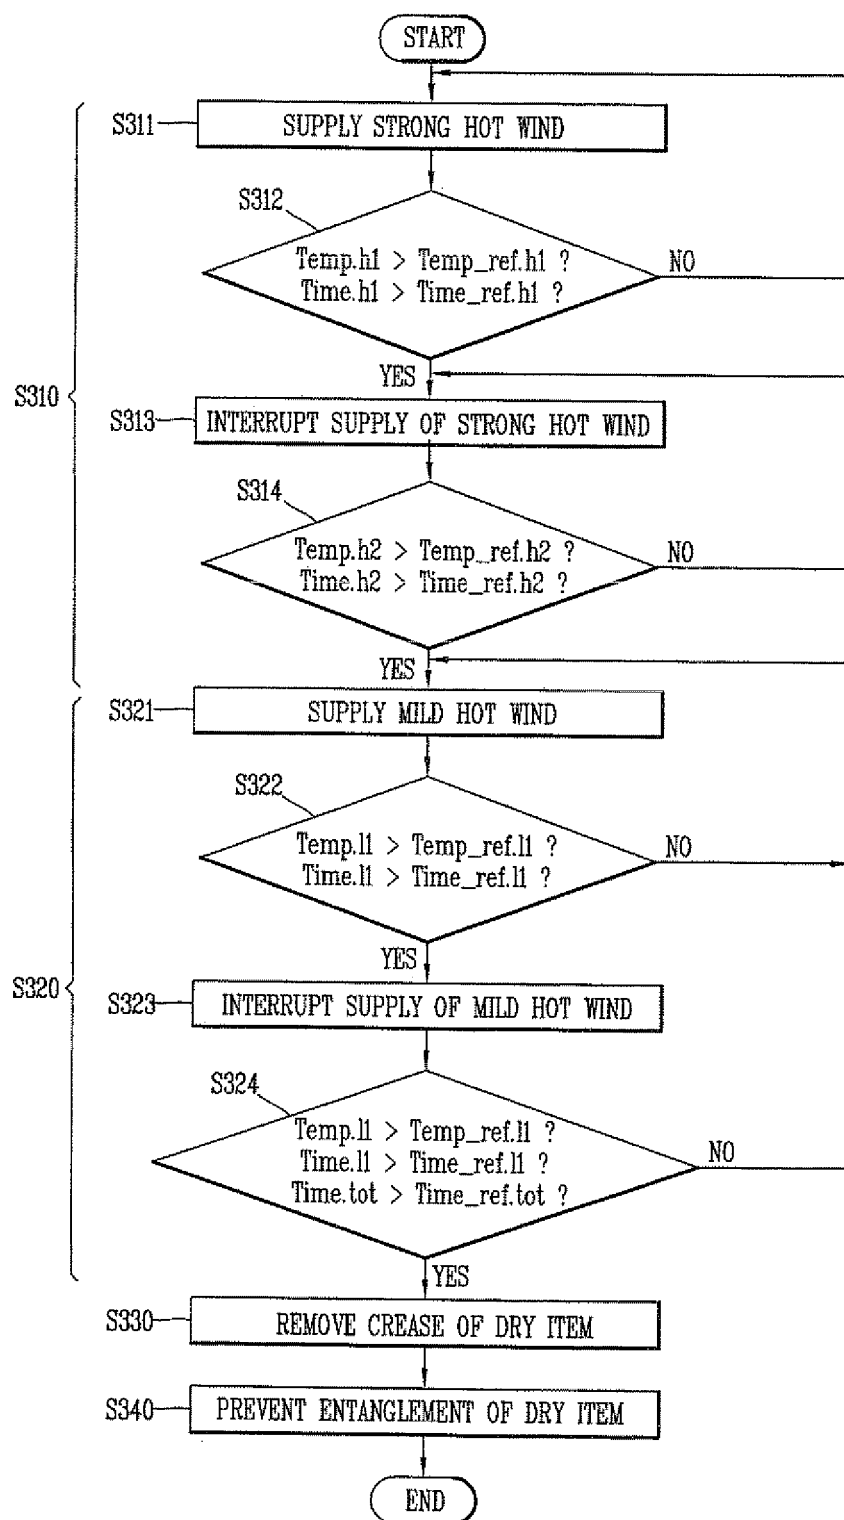 START
S311
SUPPLY STRONG HOT WIND
S312
Temp.h1 > Temp_ref.h1 ?
Time.h1 > Time_ref.h1 ?
NO
YES
S310
S313
INTERRUPT SUPPLY OF STRONG HOT WIND
S314
Temp.h2 > Temp_ref.h2 ?
Time.h2 > Time_ref.h2 ?
NO
YES
S321
SUPPLY MILD HOT WIND
S322
Temp.l1 > Temp_ref.l1 ?
Time.l1 > Time_ref.l1 ?
NO
YES
S320
S323
INTERRUPT SUPPLY OF MILD HOT WIND
S324
Temp.l1 > Temp_ref.l1 ?
Time.l1 > Time_ref.l1 ?
Time.tot > Time_ref.tot ?
NO
YES
S330
REMOVE CREASE OF DRY ITEM
S340
PREVENT ENTANGLEMENT OF DRY ITEM
END